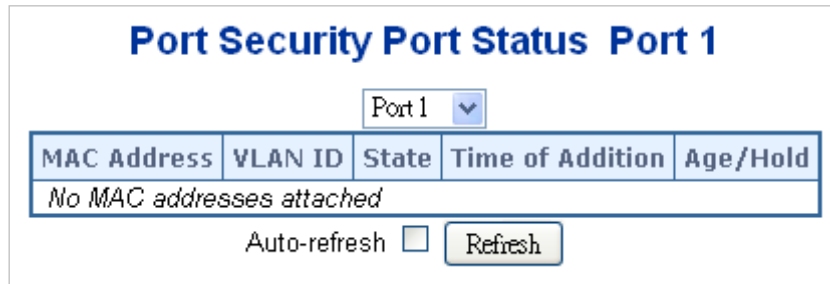 Port Security Port Status Port 1
Port 1
MAC Address VLAN ID State Time of Addition Age/Hold
No MAC addresses attached
Auto-refresh Refresh